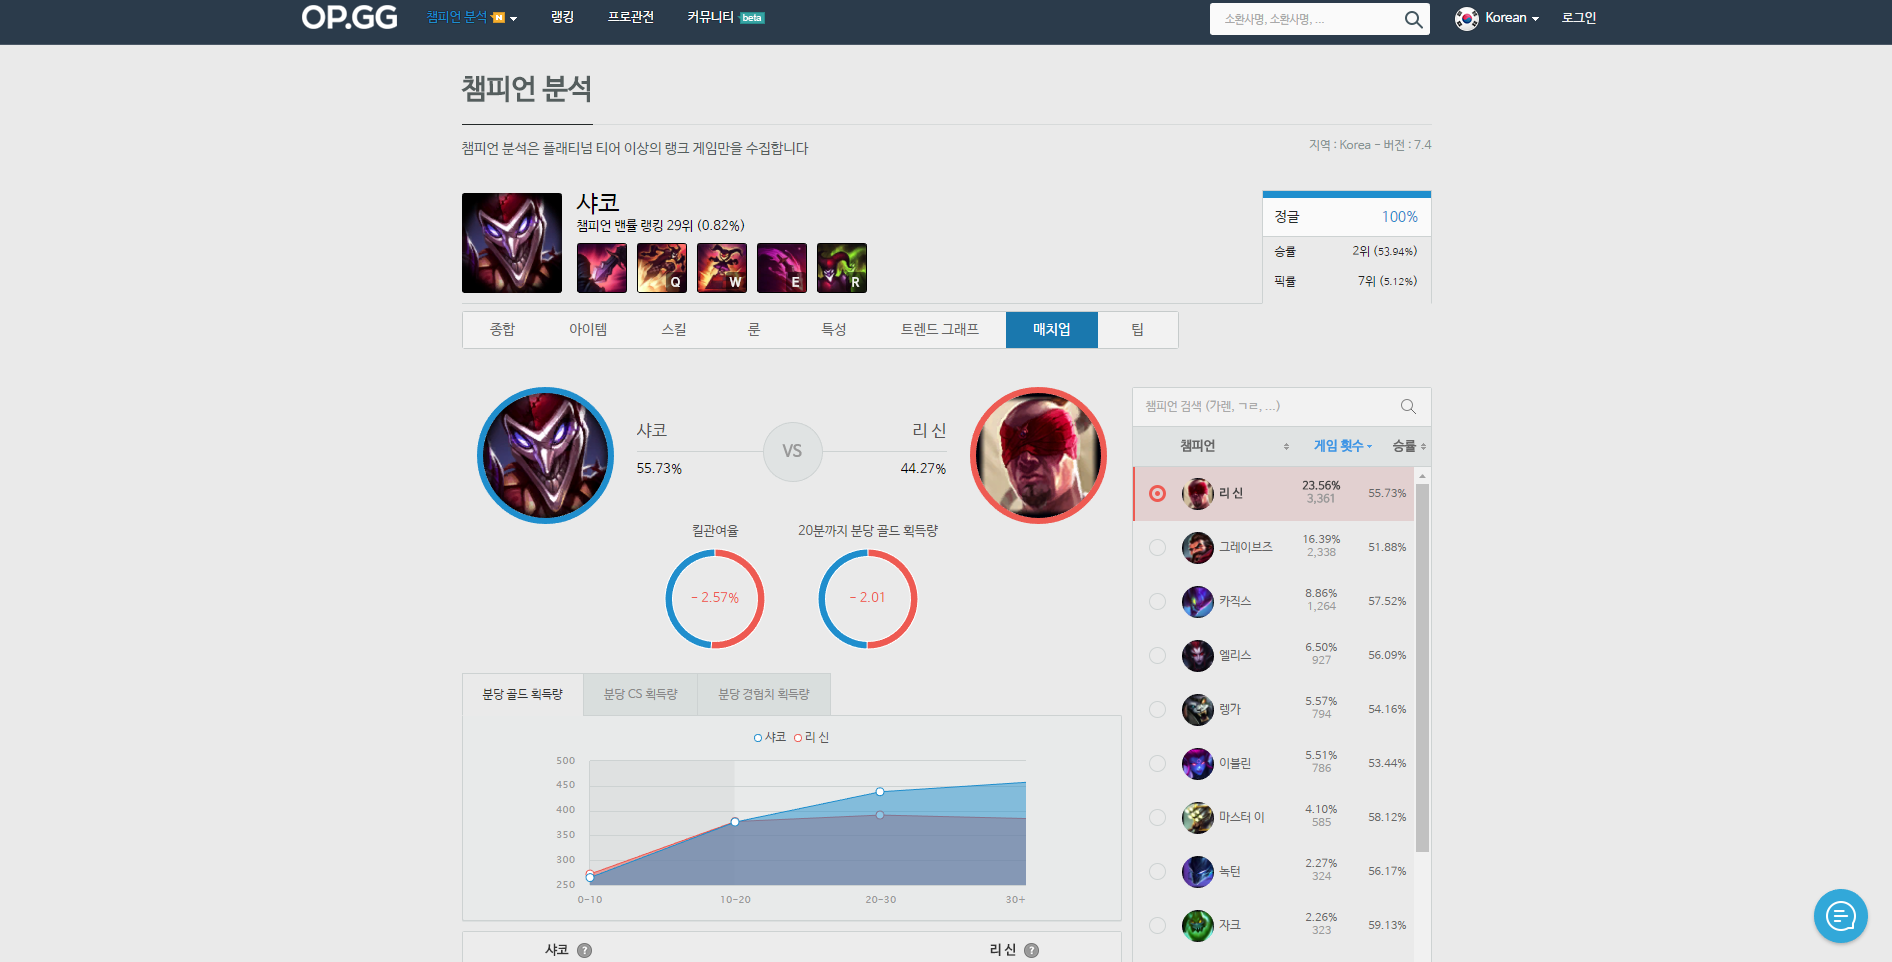 OP.GG 챔피언 분석 N 랭킹 프로관전 커뮤니티 beta 소환사명, 소환사명, ... Korean 로그인
챔피언 분석
챔피언 분석은 플래티넘 티어 이상의 랭크 게임만을 수집합니다
지역 : Korea - 버전 : 7.4
샤코
챔피언 밴률 랭킹 29위 (0.82%)
Q W E R
정글 100%
승률 2위 (53.94%)
픽률 7위 (5.12%)
종합 아이템 스킬 룬 특성 트렌드 그래프 매치업 팁
샤코 VS 리 신
55.73% 44.27%
킬관여율 20분까지 분당 골드 획득량
- 2.57% - 2.01
분당 골드 획득량 분당 CS 획득량 분당 경험치 획득량
샤코 리 신
500
450
400
350
300
250
0-10 10-20 20-30 30+
샤코 ? 리 신 ?
챔피언 검색 (가렌, ㄱㄹ, ...)
챔피언 게임 횟수 승률
리 신 23.56% 3,361 55.73%
그레이브즈 16.39% 2,338 51.88%
카직스 8.86% 1,264 57.52%
엘리스 6.50% 927 56.09%
렝가 5.57% 794 54.16%
이블린 5.51% 786 53.44%
마스터 이 4.10% 585 58.12%
녹턴 2.27% 324 56.17%
자크 2.26% 323 59.13%